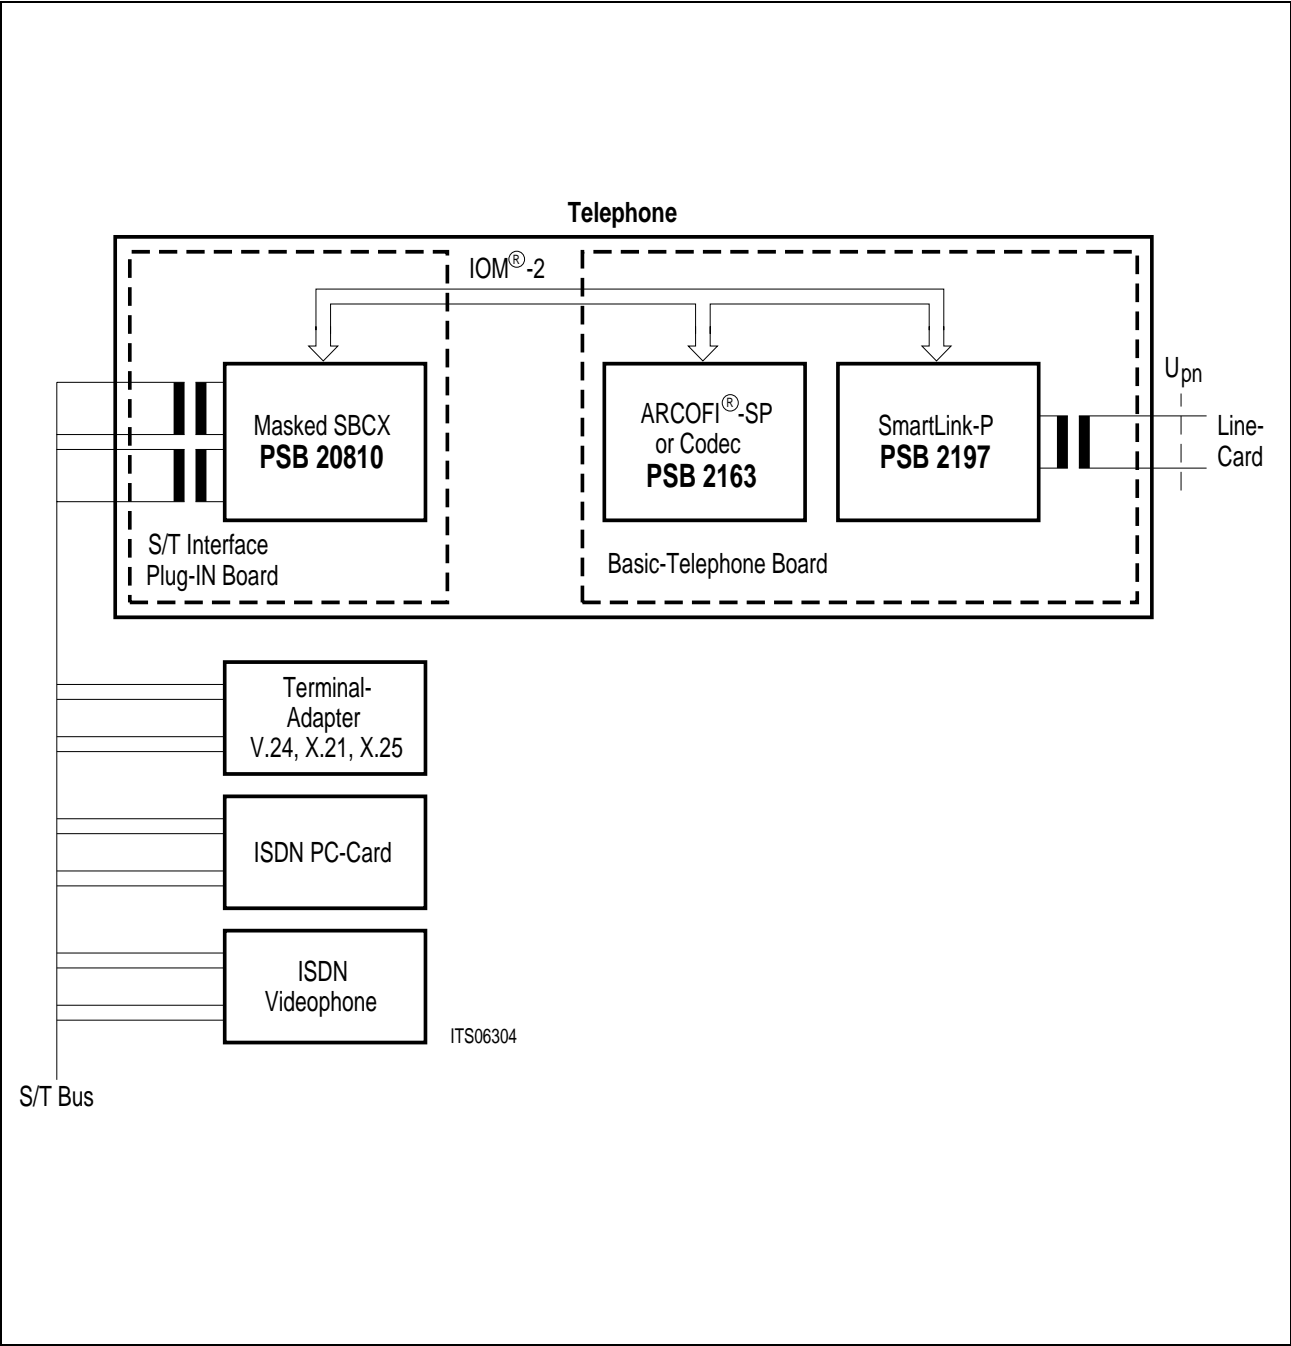 Telephone
IOM®-2
Masked SBCX
PSB 20810
ARCOFI®-SP
or Codec
PSB 2163
SmartLink-P
PSB 2197
Upn
Line-
Card
S/T Interface
Plug-IN Board
Basic-Telephone Board
Terminal-
Adapter
V.24, X.21, X.25
ISDN PC-Card
ISDN
Videophone
ITS06304
S/T Bus